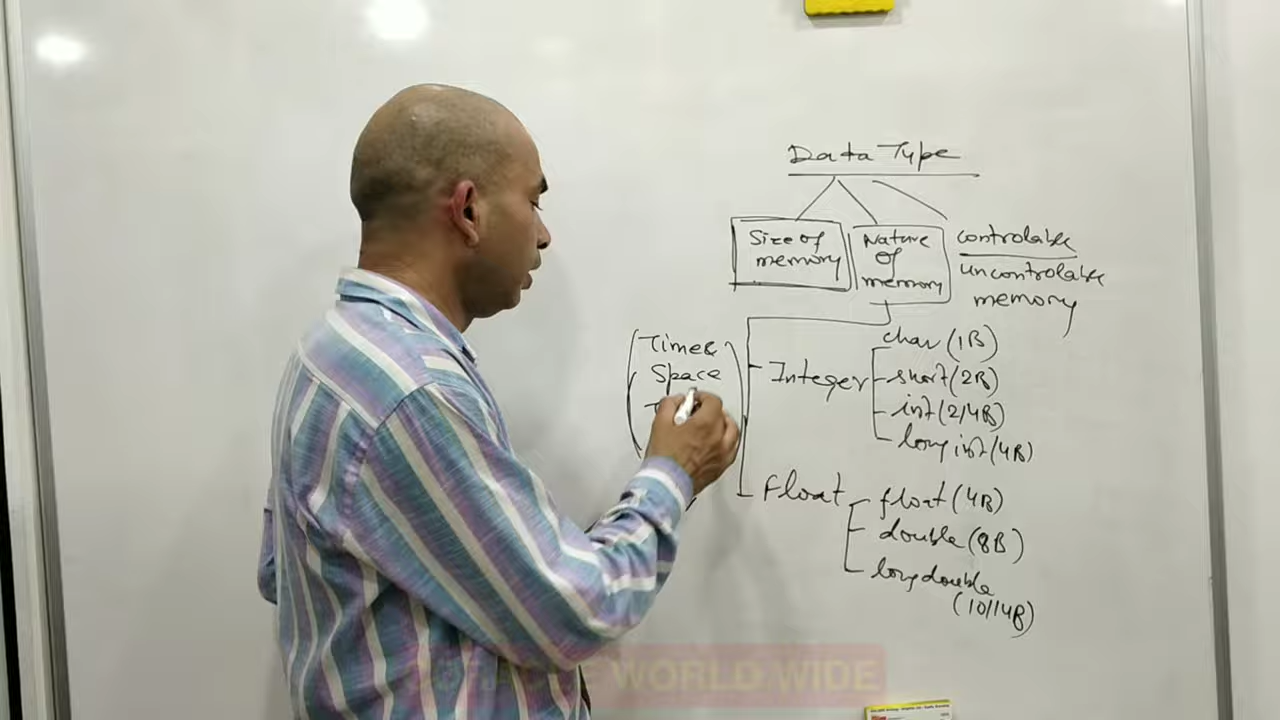 Data Type
Size of
memory
Nature
of
memory
controlable
uncontrolable
memory
Time &
Space
T
Integer
char (1B)
short (2B)
int (2/4B)
long int (4B)
Float
float (4B)
double (8B)
long double
(10/14B)
WORLD WIDE